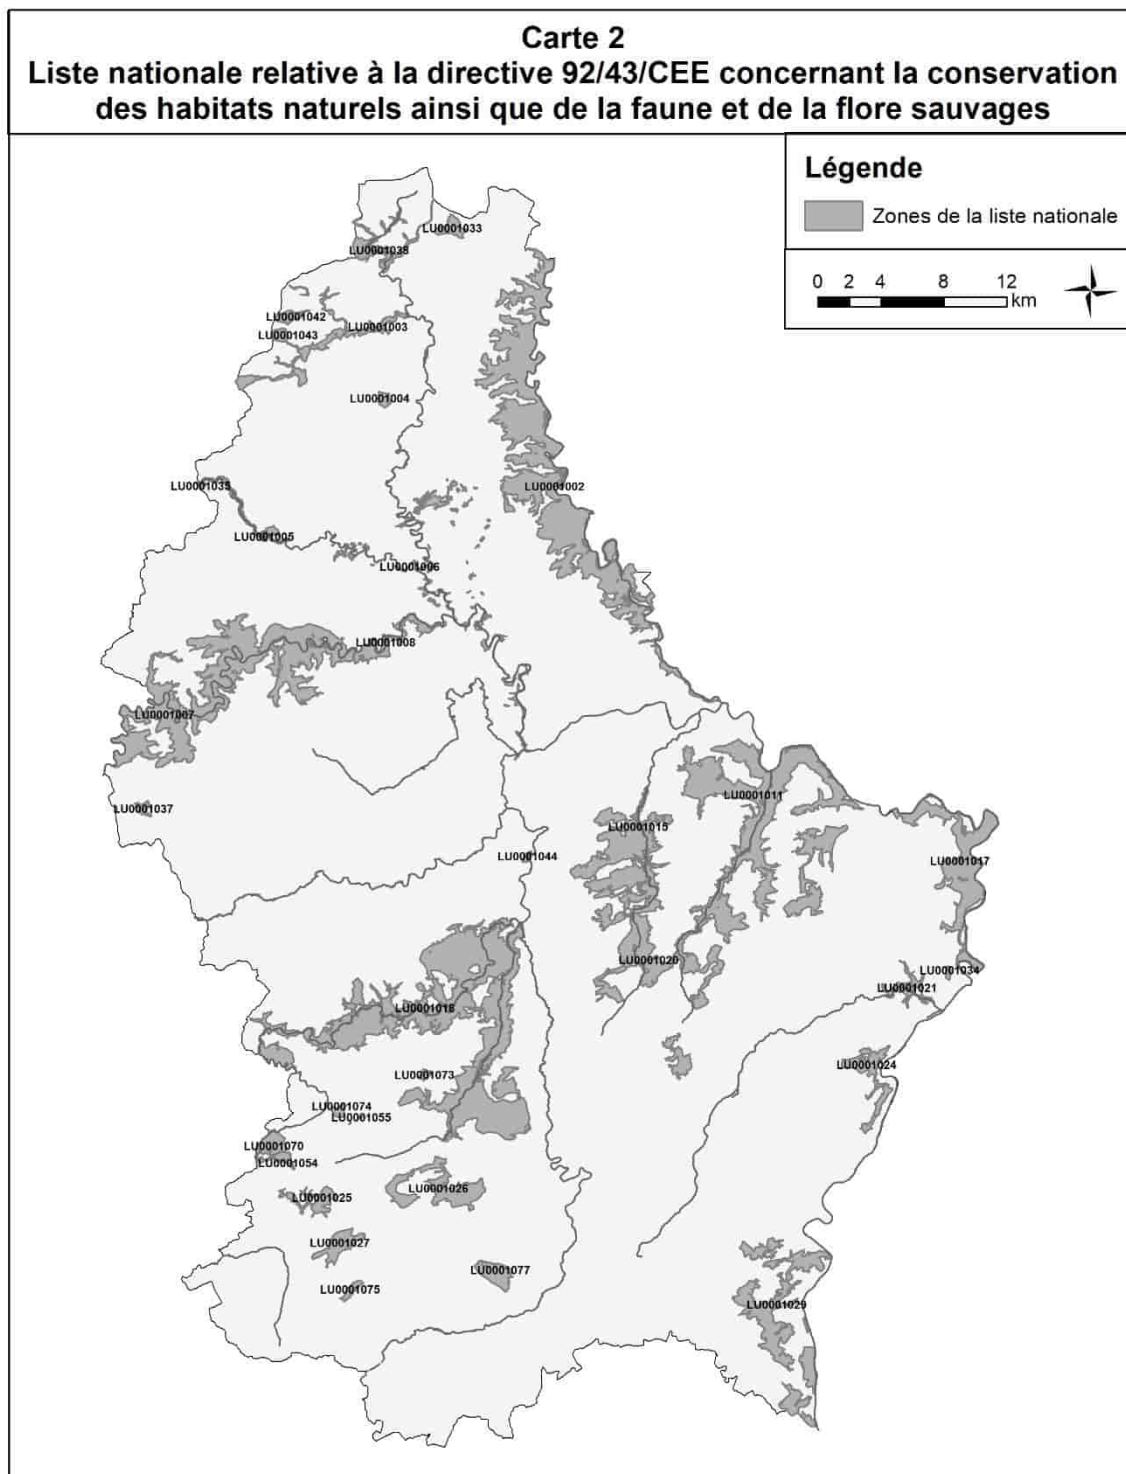 Carte 2
Liste nationale relative à la directive 92/43/CEE concernant la conservation
des habitats naturels ainsi que de la faune et de la flore sauvages
Légende
Zones de la liste nationale
0 2 4 8 12
km
LU0001033
LU0001038
LU0001042
LU0001003
LU0001043
LU0001004
LU0001035
LU0001002
LU0001005
LU0001006
LU0001008
LU0001007
LU0001011
LU0001037
LU0001015
LU0001044
LU0001017
LU0001020
LU0001034
LU0001021
LU0001018
LU0001024
LU0001073
LU0001074
LU0001055
LU0001070
LU0001054
LU0001026
LU0001025
LU0001027
LU0001077
LU0001075
LU0001029